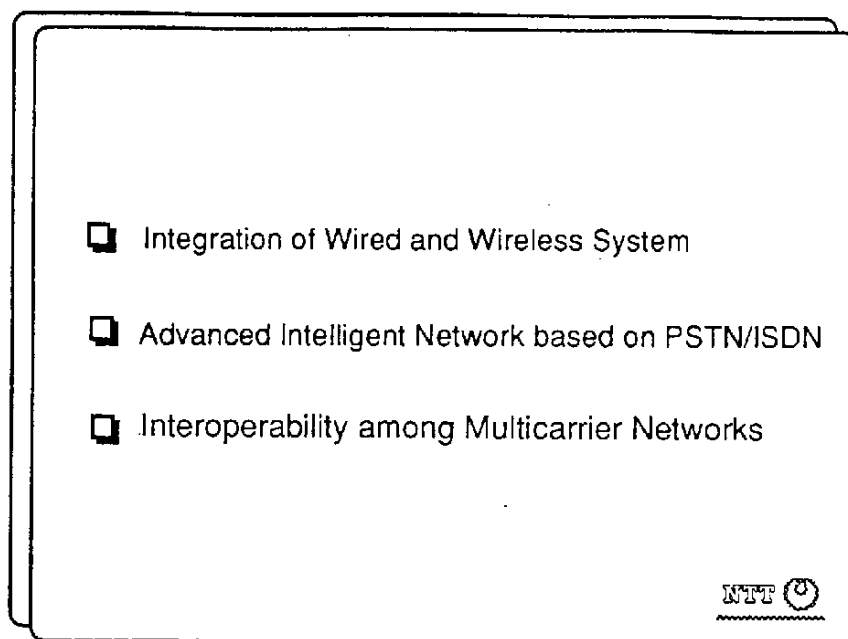 Integration of Wired and Wireless System
Advanced Intelligent Network based on PSTN/ISDN
Interoperability among Multicarrier Networks
NTT